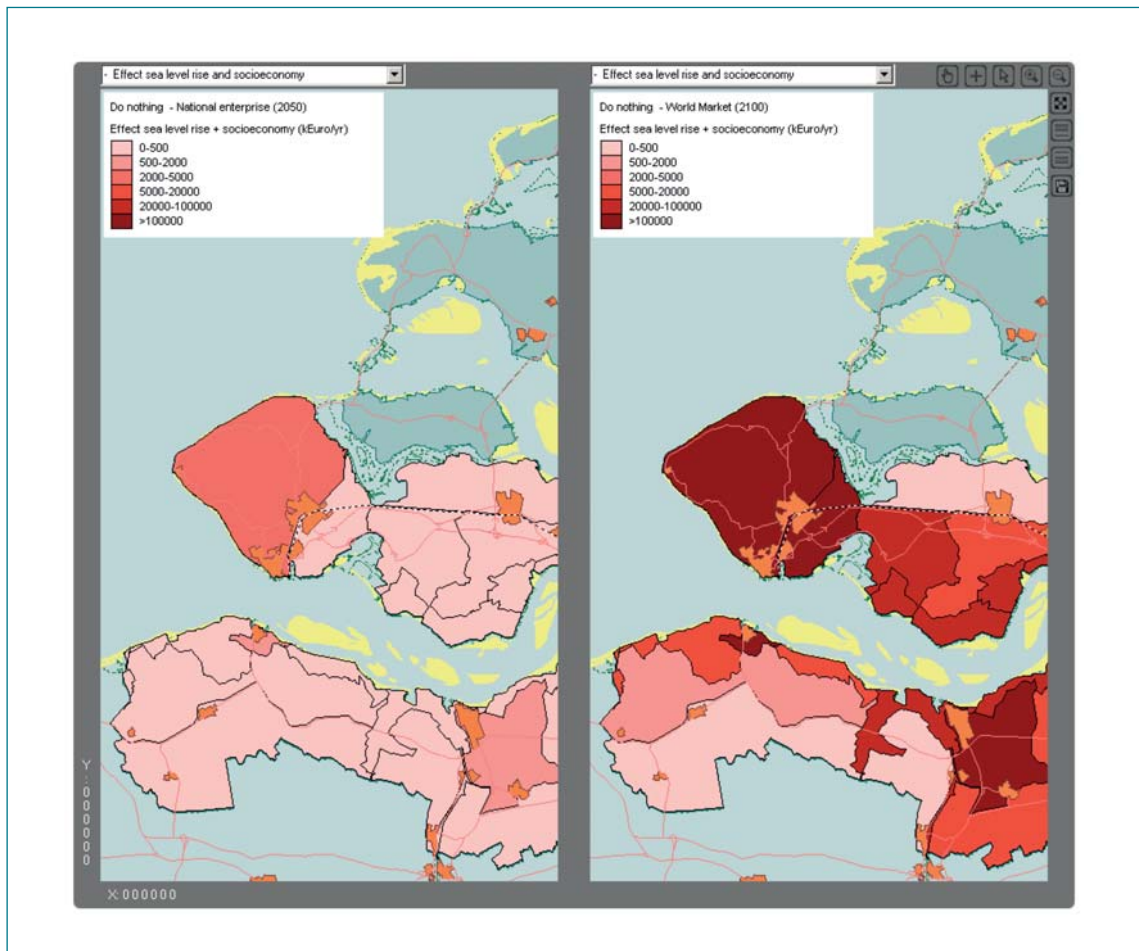 - Effect sea level rise and socioeconomy
Do nothing - National enterprise (2050)
Effect sea level rise + socioeconomy (kEuro/yr)
0-500
500-2000
2000-5000
5000-20000
20000-100000
>100000
- Effect sea level rise and socioeconomy
Do nothing - World Market (2100)
Effect sea level rise + socioeconomy (kEuro/yr)
0-500
500-2000
2000-5000
5000-20000
20000-100000
>100000
Y:000000
X:000000